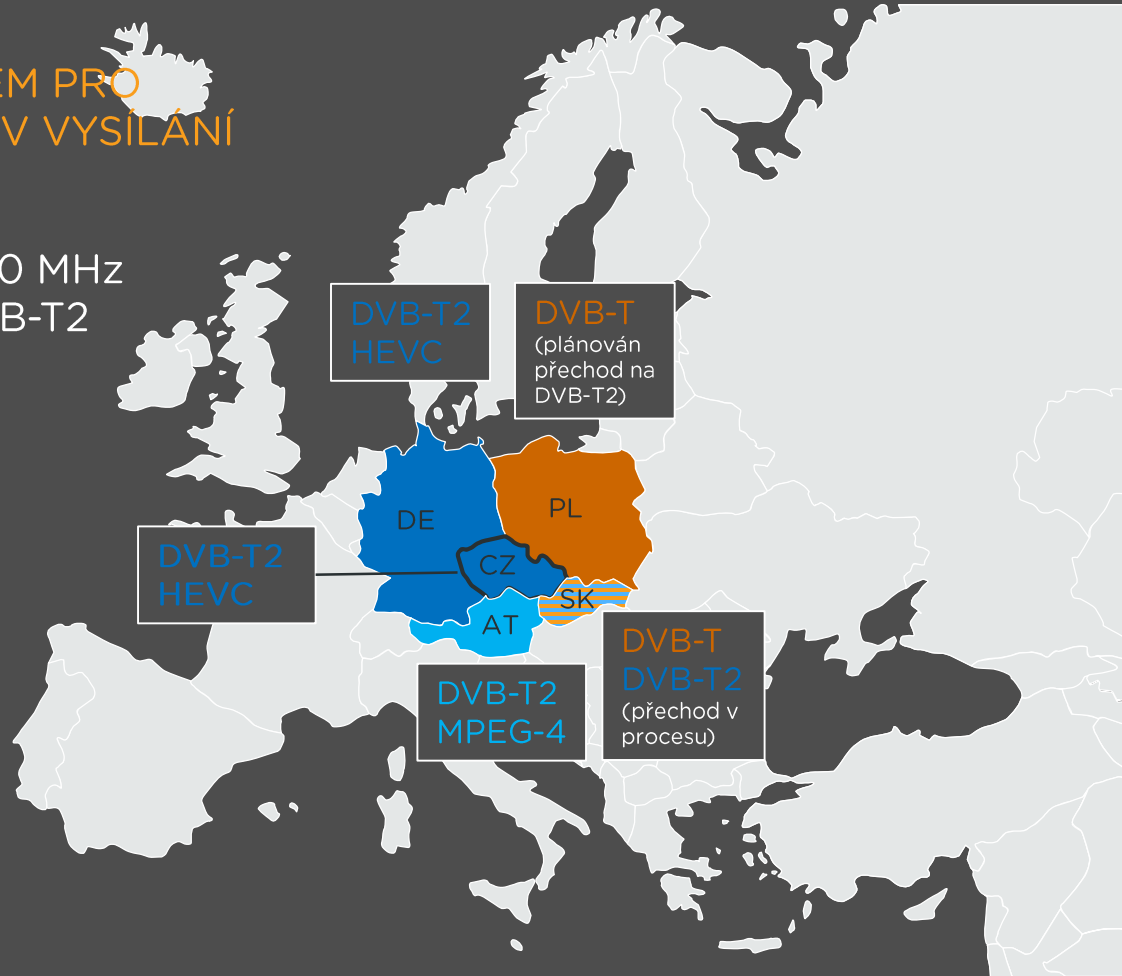 EM PRO
V VYSÍLÁNÍ
0 MHz
B-T2
DVB-T2
HEVC
DVB-T
(plánován
přechod na
DVB-T2)
DE
PL
CZ
DVB-T2
HEVC
SK
AT
DVB-T2
MPEG-4
DVB-T
DVB-T2
(přechod v
procesu)